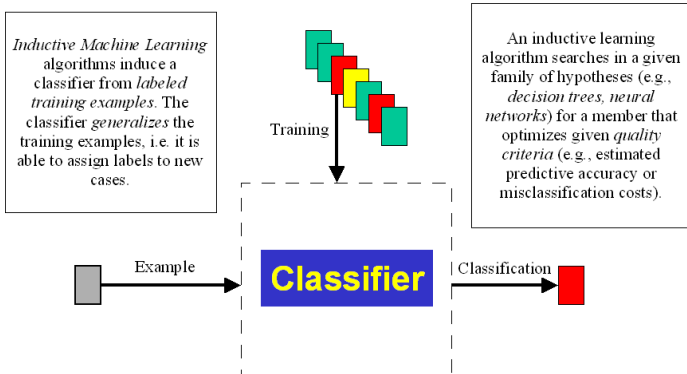 Inductive Machine Learning
algorithms induce a
classifier from labeled
training examples. The
classifier generalizes the
training examples, i.e. it is
able to assign labels to new
cases.
Training
An inductive learning
algorithm searches in a given
family of hypotheses (e.g.,
decision trees, neural
networks) for a member that
optimizes given quality
criteria (e.g., estimated
predictive accuracy or
misclassification costs).
Example
Classifier
Classification